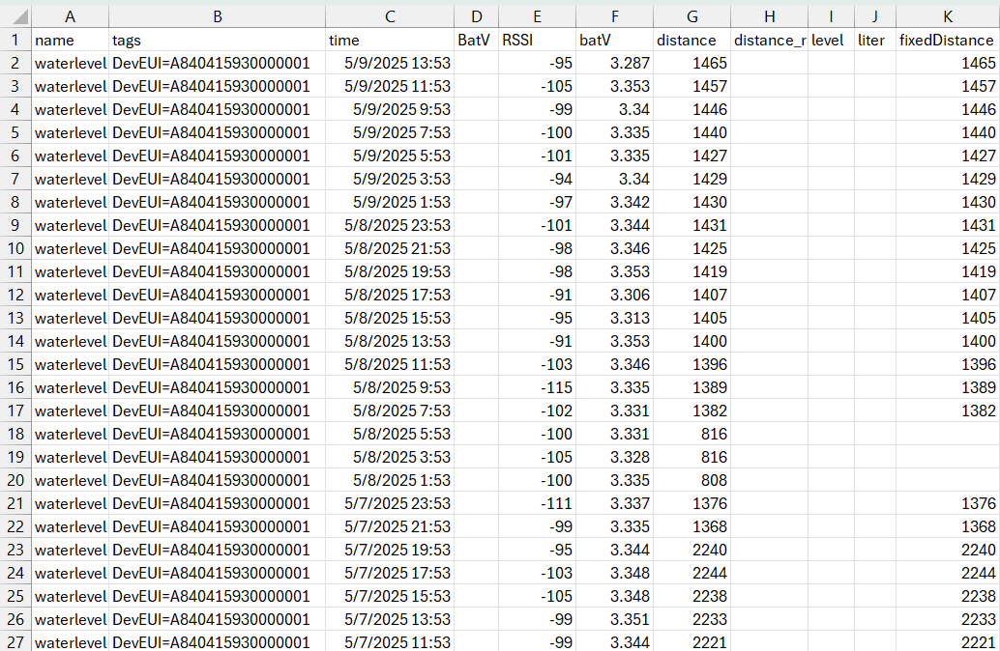 A B C D E F G H I J K
1 name tags time BatV RSSI batV distance distance_r level liter fixedDistance
2 waterlevel DevEUI=A840415930000001 5/9/2025 13:53 -95 3.287 1465 1465
3 waterlevel DevEUI=A840415930000001 5/9/2025 11:53 -105 3.353 1457 1457
4 waterlevel DevEUI=A840415930000001 5/9/2025 9:53 -99 3.34 1446 1446
5 waterlevel DevEUI=A840415930000001 5/9/2025 7:53 -100 3.335 1440 1440
6 waterlevel DevEUI=A840415930000001 5/9/2025 5:53 -101 3.335 1427 1427
7 waterlevel DevEUI=A840415930000001 5/9/2025 3:53 -94 3.34 1429 1429
8 waterlevel DevEUI=A840415930000001 5/9/2025 1:53 -97 3.342 1430 1430
9 waterlevel DevEUI=A840415930000001 5/8/2025 23:53 -101 3.344 1431 1431
10 waterlevel DevEUI=A840415930000001 5/8/2025 21:53 -98 3.346 1425 1425
11 waterlevel DevEUI=A840415930000001 5/8/2025 19:53 -98 3.353 1419 1419
12 waterlevel DevEUI=A840415930000001 5/8/2025 17:53 -91 3.306 1407 1407
13 waterlevel DevEUI=A840415930000001 5/8/2025 15:53 -95 3.313 1405 1405
14 waterlevel DevEUI=A840415930000001 5/8/2025 13:53 -91 3.353 1400 1400
15 waterlevel DevEUI=A840415930000001 5/8/2025 11:53 -103 3.346 1396 1396
16 waterlevel DevEUI=A840415930000001 5/8/2025 9:53 -115 3.335 1389 1389
17 waterlevel DevEUI=A840415930000001 5/8/2025 7:53 -102 3.331 1382 1382
18 waterlevel DevEUI=A840415930000001 5/8/2025 5:53 -100 3.331 816
19 waterlevel DevEUI=A840415930000001 5/8/2025 3:53 -105 3.328 816
20 waterlevel DevEUI=A840415930000001 5/8/2025 1:53 -100 3.335 808
21 waterlevel DevEUI=A840415930000001 5/7/2025 23:53 -111 3.337 1376 1376
22 waterlevel DevEUI=A840415930000001 5/7/2025 21:53 -99 3.335 1368 1368
23 waterlevel DevEUI=A840415930000001 5/7/2025 19:53 -95 3.344 2240 2240
24 waterlevel DevEUI=A840415930000001 5/7/2025 17:53 -103 3.348 2244 2244
25 waterlevel DevEUI=A840415930000001 5/7/2025 15:53 -105 3.348 2238 2238
26 waterlevel DevEUI=A840415930000001 5/7/2025 13:53 -99 3.351 2233 2233
27 waterlevel DevEUI=A840415930000001 5/7/2025 11:53 -99 3.344 2221 2221